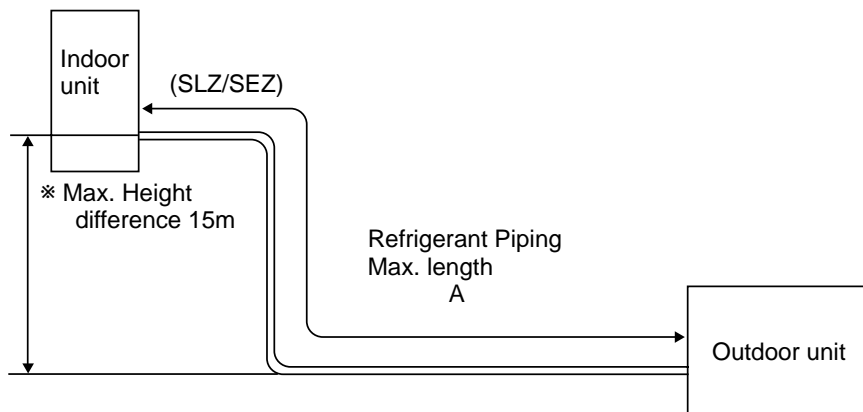 Indoor
unit
(SLZ/SEZ)
※ Max. Height
difference 15m
Refrigerant Piping
Max. length
A
Outdoor unit